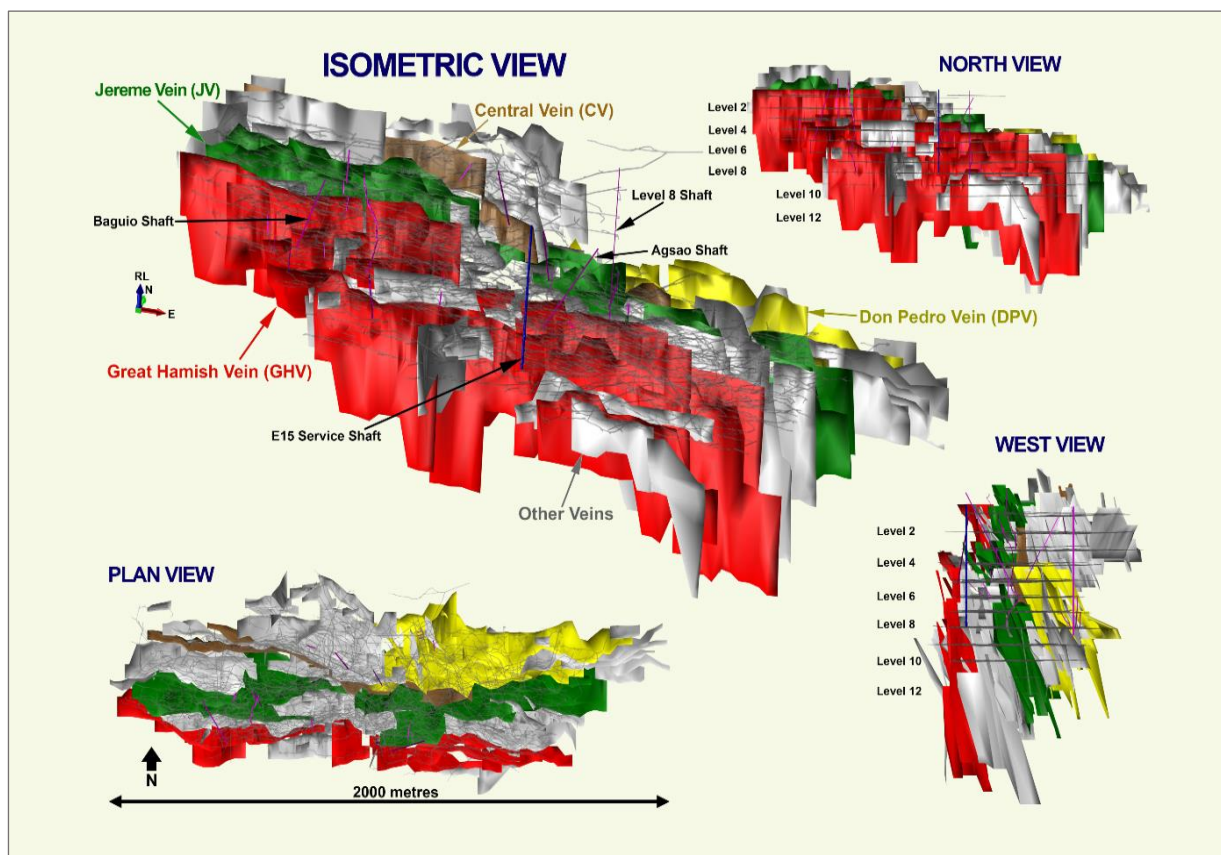 ISOMETRIC VIEW
Jereme Vein (JV)
Central Vein (CV)
Level 8 Shaft
Baguio Shaft
Agsao Shaft
RL
N
E
Don Pedro Vein (DPV)
Great Hamish Vein (GHV)
E15 Service Shaft
Other Veins
NORTH VIEW
Level 2
Level 4
Level 6
Level 8
Level 10
Level 12
WEST VIEW
Level 2
Level 4
Level 6
Level 8
Level 10
Level 12
PLAN VIEW
N
2000 metres